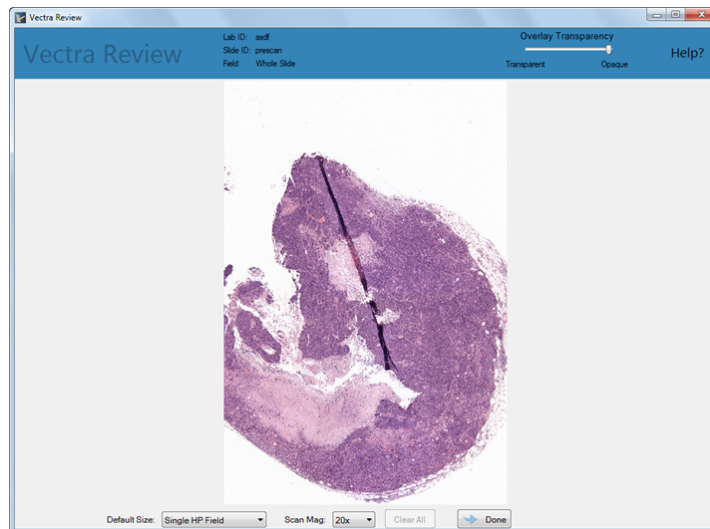 Vectra Review
Vectra Review
Lab ID: asdf
Slide ID: prescan
Field: Whole Slide
Overlay Transparency
Transparent Opaque
Help?
Default Size: Single HP Field Scan Mag: 20x Clear All Done